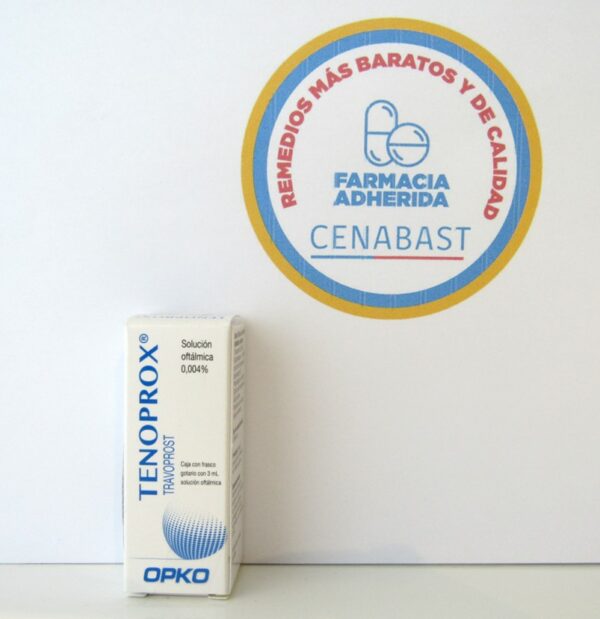 REMEDIOS MÁS BARATOS Y DE CALIDAD
FARMACIA
ADHERIDA
CENABAST
TENOPROX®
TRAVOPROST
Solución
oftálmica
0,004%
Caja con frasco
gotario con 3 mL
solución oftálmica
OPKO